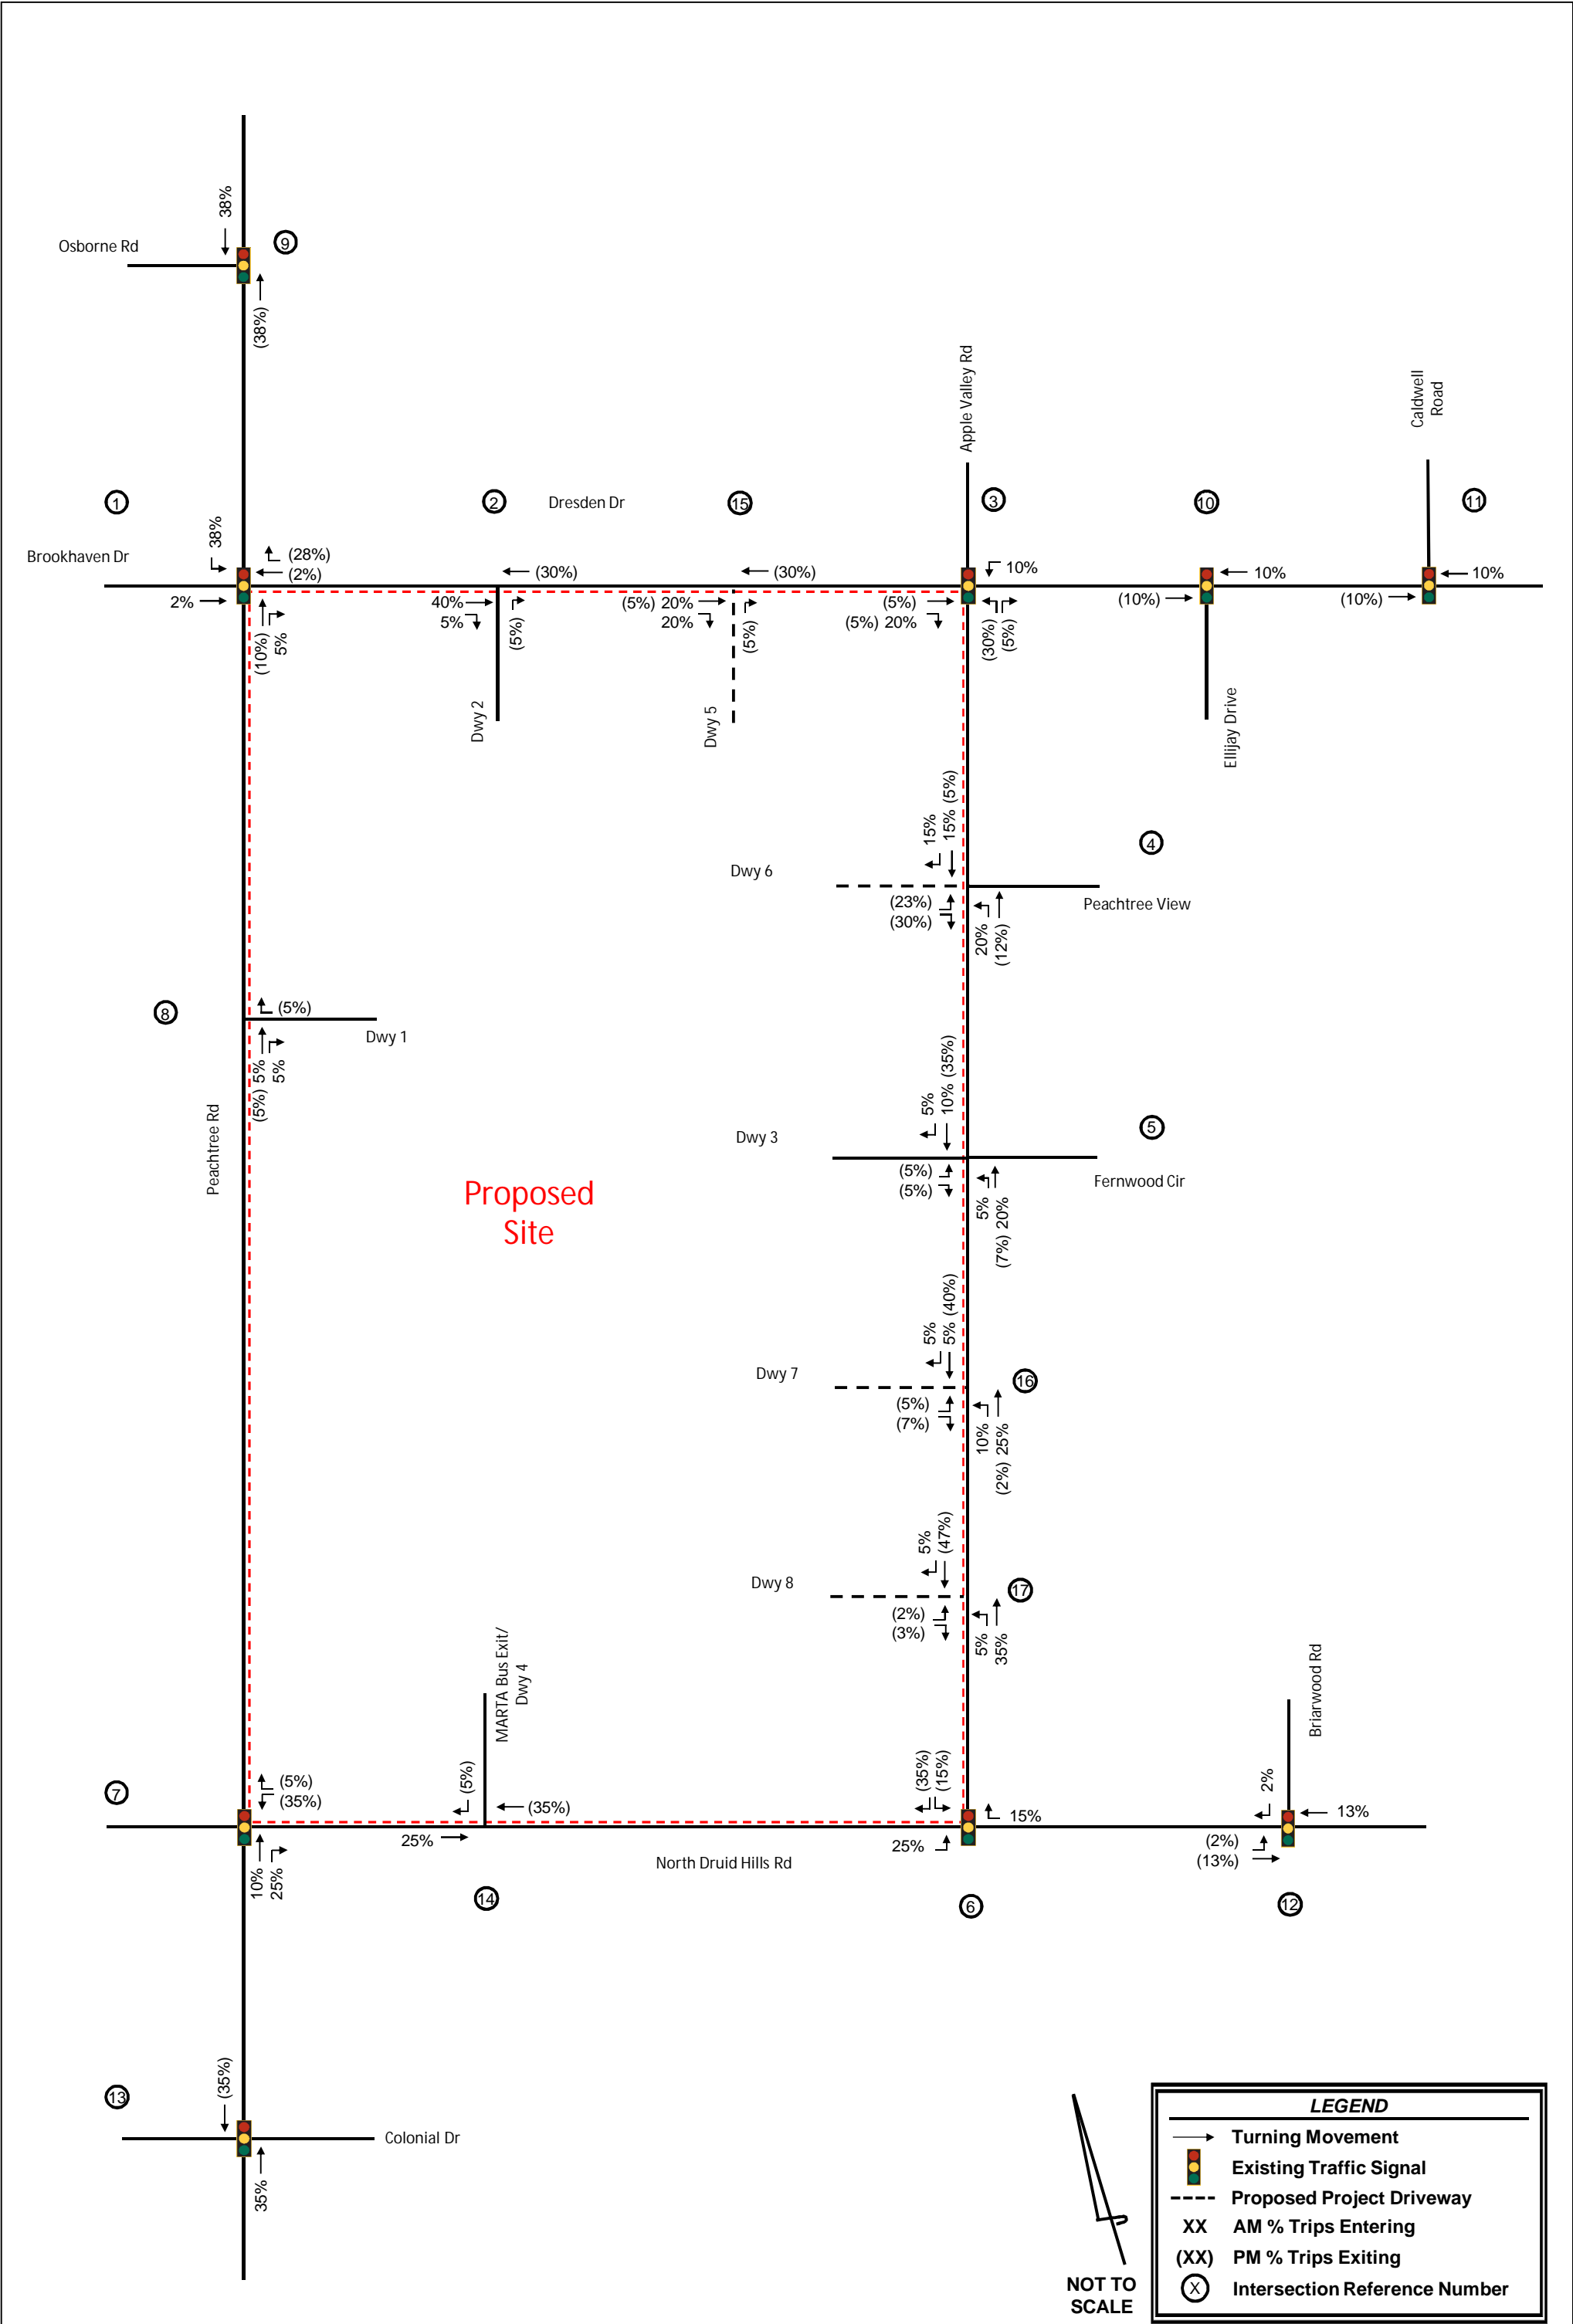 38%
Osborne Rd
9
(38%)
Apple Valley Rd
Caldwell
Road
1
2
Dresden Dr
15
3
10
11
38%
Brookhaven Dr
(28%)
(2%)
(30%)
(30%)
10%
10%
10%
2%
40%
5%
(5%) 20%
20%
(5%)
(5%) 20%
(10%)
(10%)
(10%)
5%
(5%)
(5%)
(30%)
(5%)
Dwy 2
Dwy 5
Ellijay Drive
15%
15% (5%)
4
Dwy 6
Peachtree View
(23%)
(30%)
20%
(12%)
8
(5%)
Dwy 1
(5%) 5%
5%
Peachtree Rd
5%
10% (35%)
5
Dwy 3
Fernwood Cir
(5%)
(5%)
5%
(7%) 20%
Proposed
Site
5%
5% (40%)
Dwy 7
16
(5%)
(7%)
10%
(2%) 25%
5%
(47%)
Dwy 8
17
(2%)
(3%)
5%
35%
MARTA Bus Exit/
Dwy 4
Briarwood Rd
7
(5%)
(35%)
(5%)
(35%)
(35%)
(15%)
15%
2%
13%
25%
25%
(2%)
(13%)
North Druid Hills Rd
10%
25%
14
6
12
13
(35%)
Colonial Dr
35%
NOT TO
SCALE
LEGEND
Turning Movement
Existing Traffic Signal
Proposed Project Driveway
XX AM % Trips Entering
(XX) PM % Trips Exiting
X Intersection Reference Number